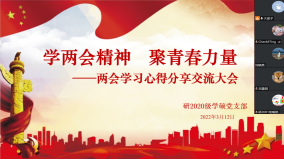 学两会精神 聚青春力量
——两会学习心得分享交流大会
研2020级学硕党支部
2022年3月12日